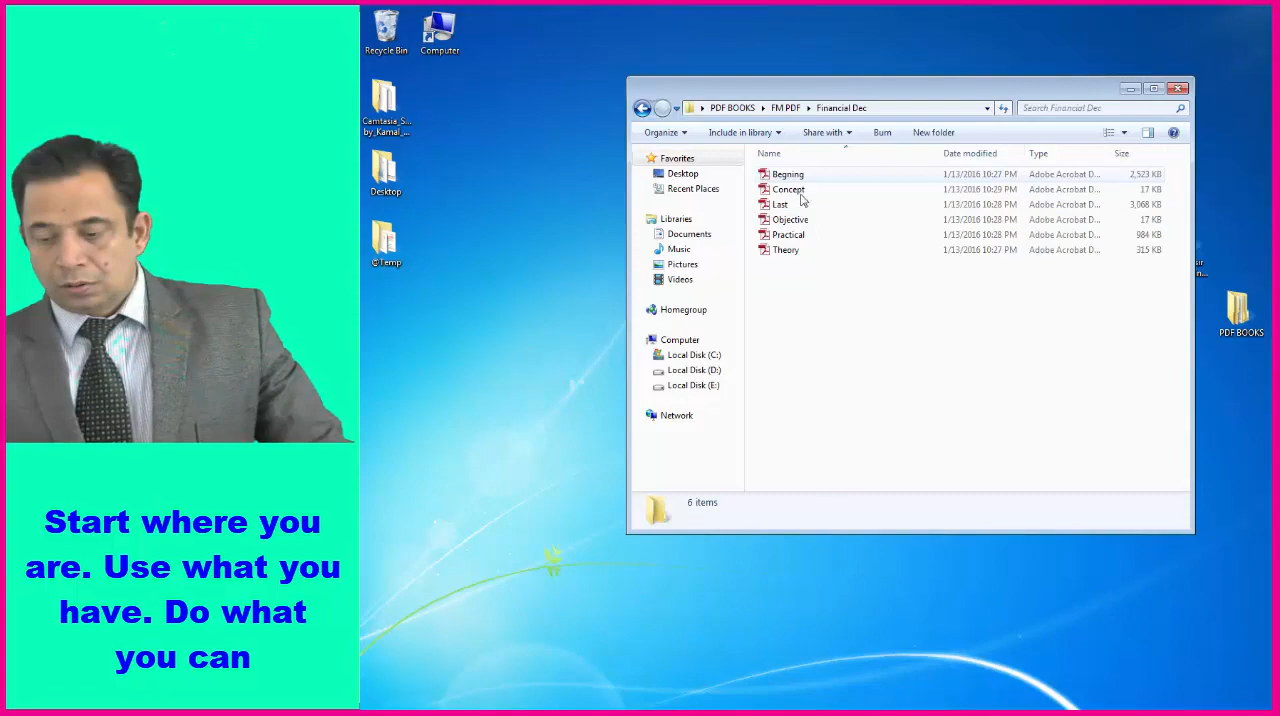 Recycle Bin
Computer
Camtasia_S...
by_Kamal_...
Desktop
@Temp
PDF BOOKS
FM PDF
Financial Dec
Search Financial Dec
Organize
Include in library
Share with
Burn
New folder
Favorites
Desktop
Recent Places
Libraries
Documents
Music
Pictures
Videos
Homegroup
Computer
Local Disk (C:)
Local Disk (D:)
Local Disk (E:)
Network
Name Date modified Type Size
Begning 1/13/2016 10:27 PM Adobe Acrobat D... 2,523 KB
Concept 1/13/2016 10:29 PM Adobe Acrobat D... 17 KB
Last 1/13/2016 10:28 PM Adobe Acrobat D... 3,068 KB
Objective 1/13/2016 10:28 PM Adobe Acrobat D... 17 KB
Practical 1/13/2016 10:28 PM Adobe Acrobat D... 984 KB
Theory 1/13/2016 10:27 PM Adobe Acrobat D... 315 KB
6 items
PDF BOOKS
Start where you
are. Use what you
have. Do what
you can